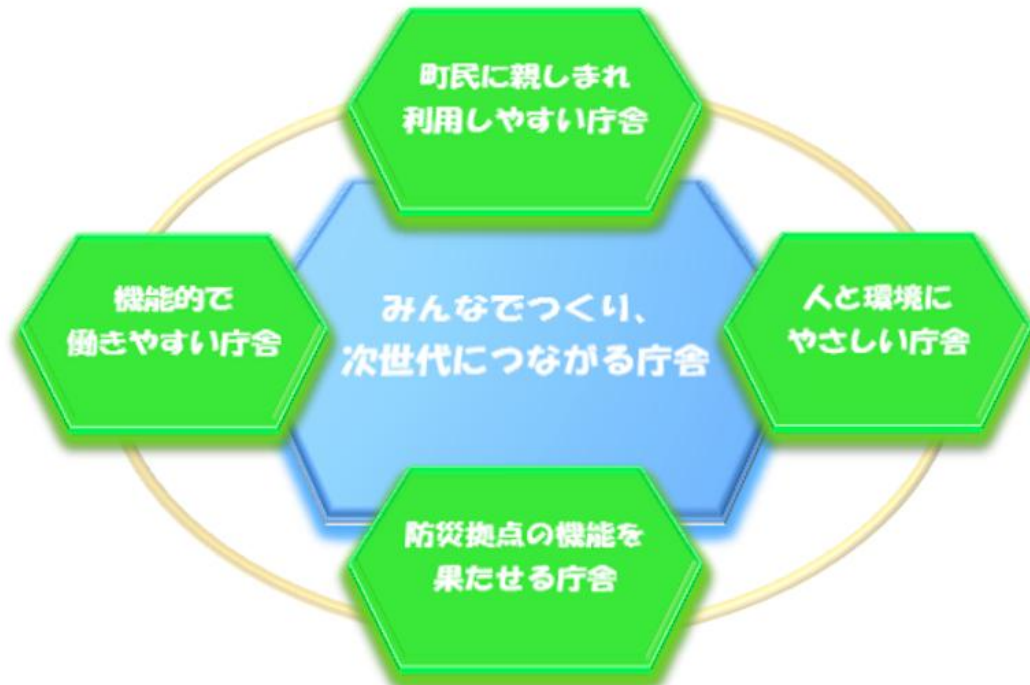 町民に親しまれ
利用しやすい庁舎
機能的で
働きやすい庁舎
みんなでつくり、
次世代につながる庁舎
人と環境に
やさしい庁舎
防災拠点の機能を
果たせる庁舎